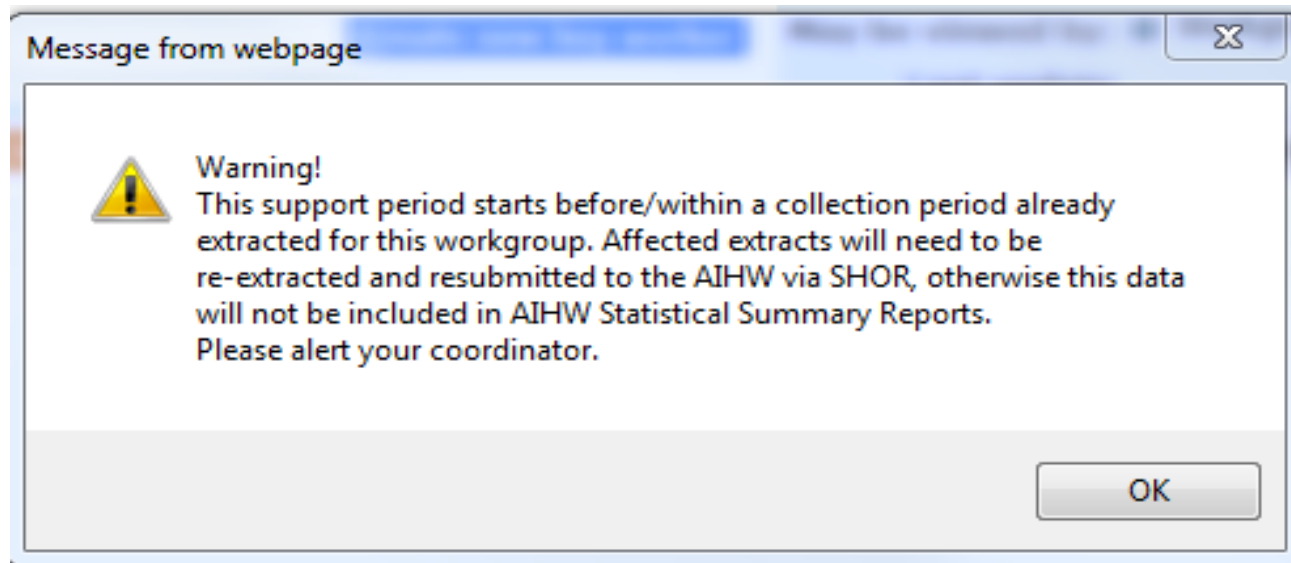 Message from webpage
Warning!
This support period starts before/within a collection period already
extracted for this workgroup. Affected extracts will need to be
re-extracted and resubmitted to the AIHW via SHOR, otherwise this data
will not be included in AIHW Statistical Summary Reports.
Please alert your coordinator.
OK